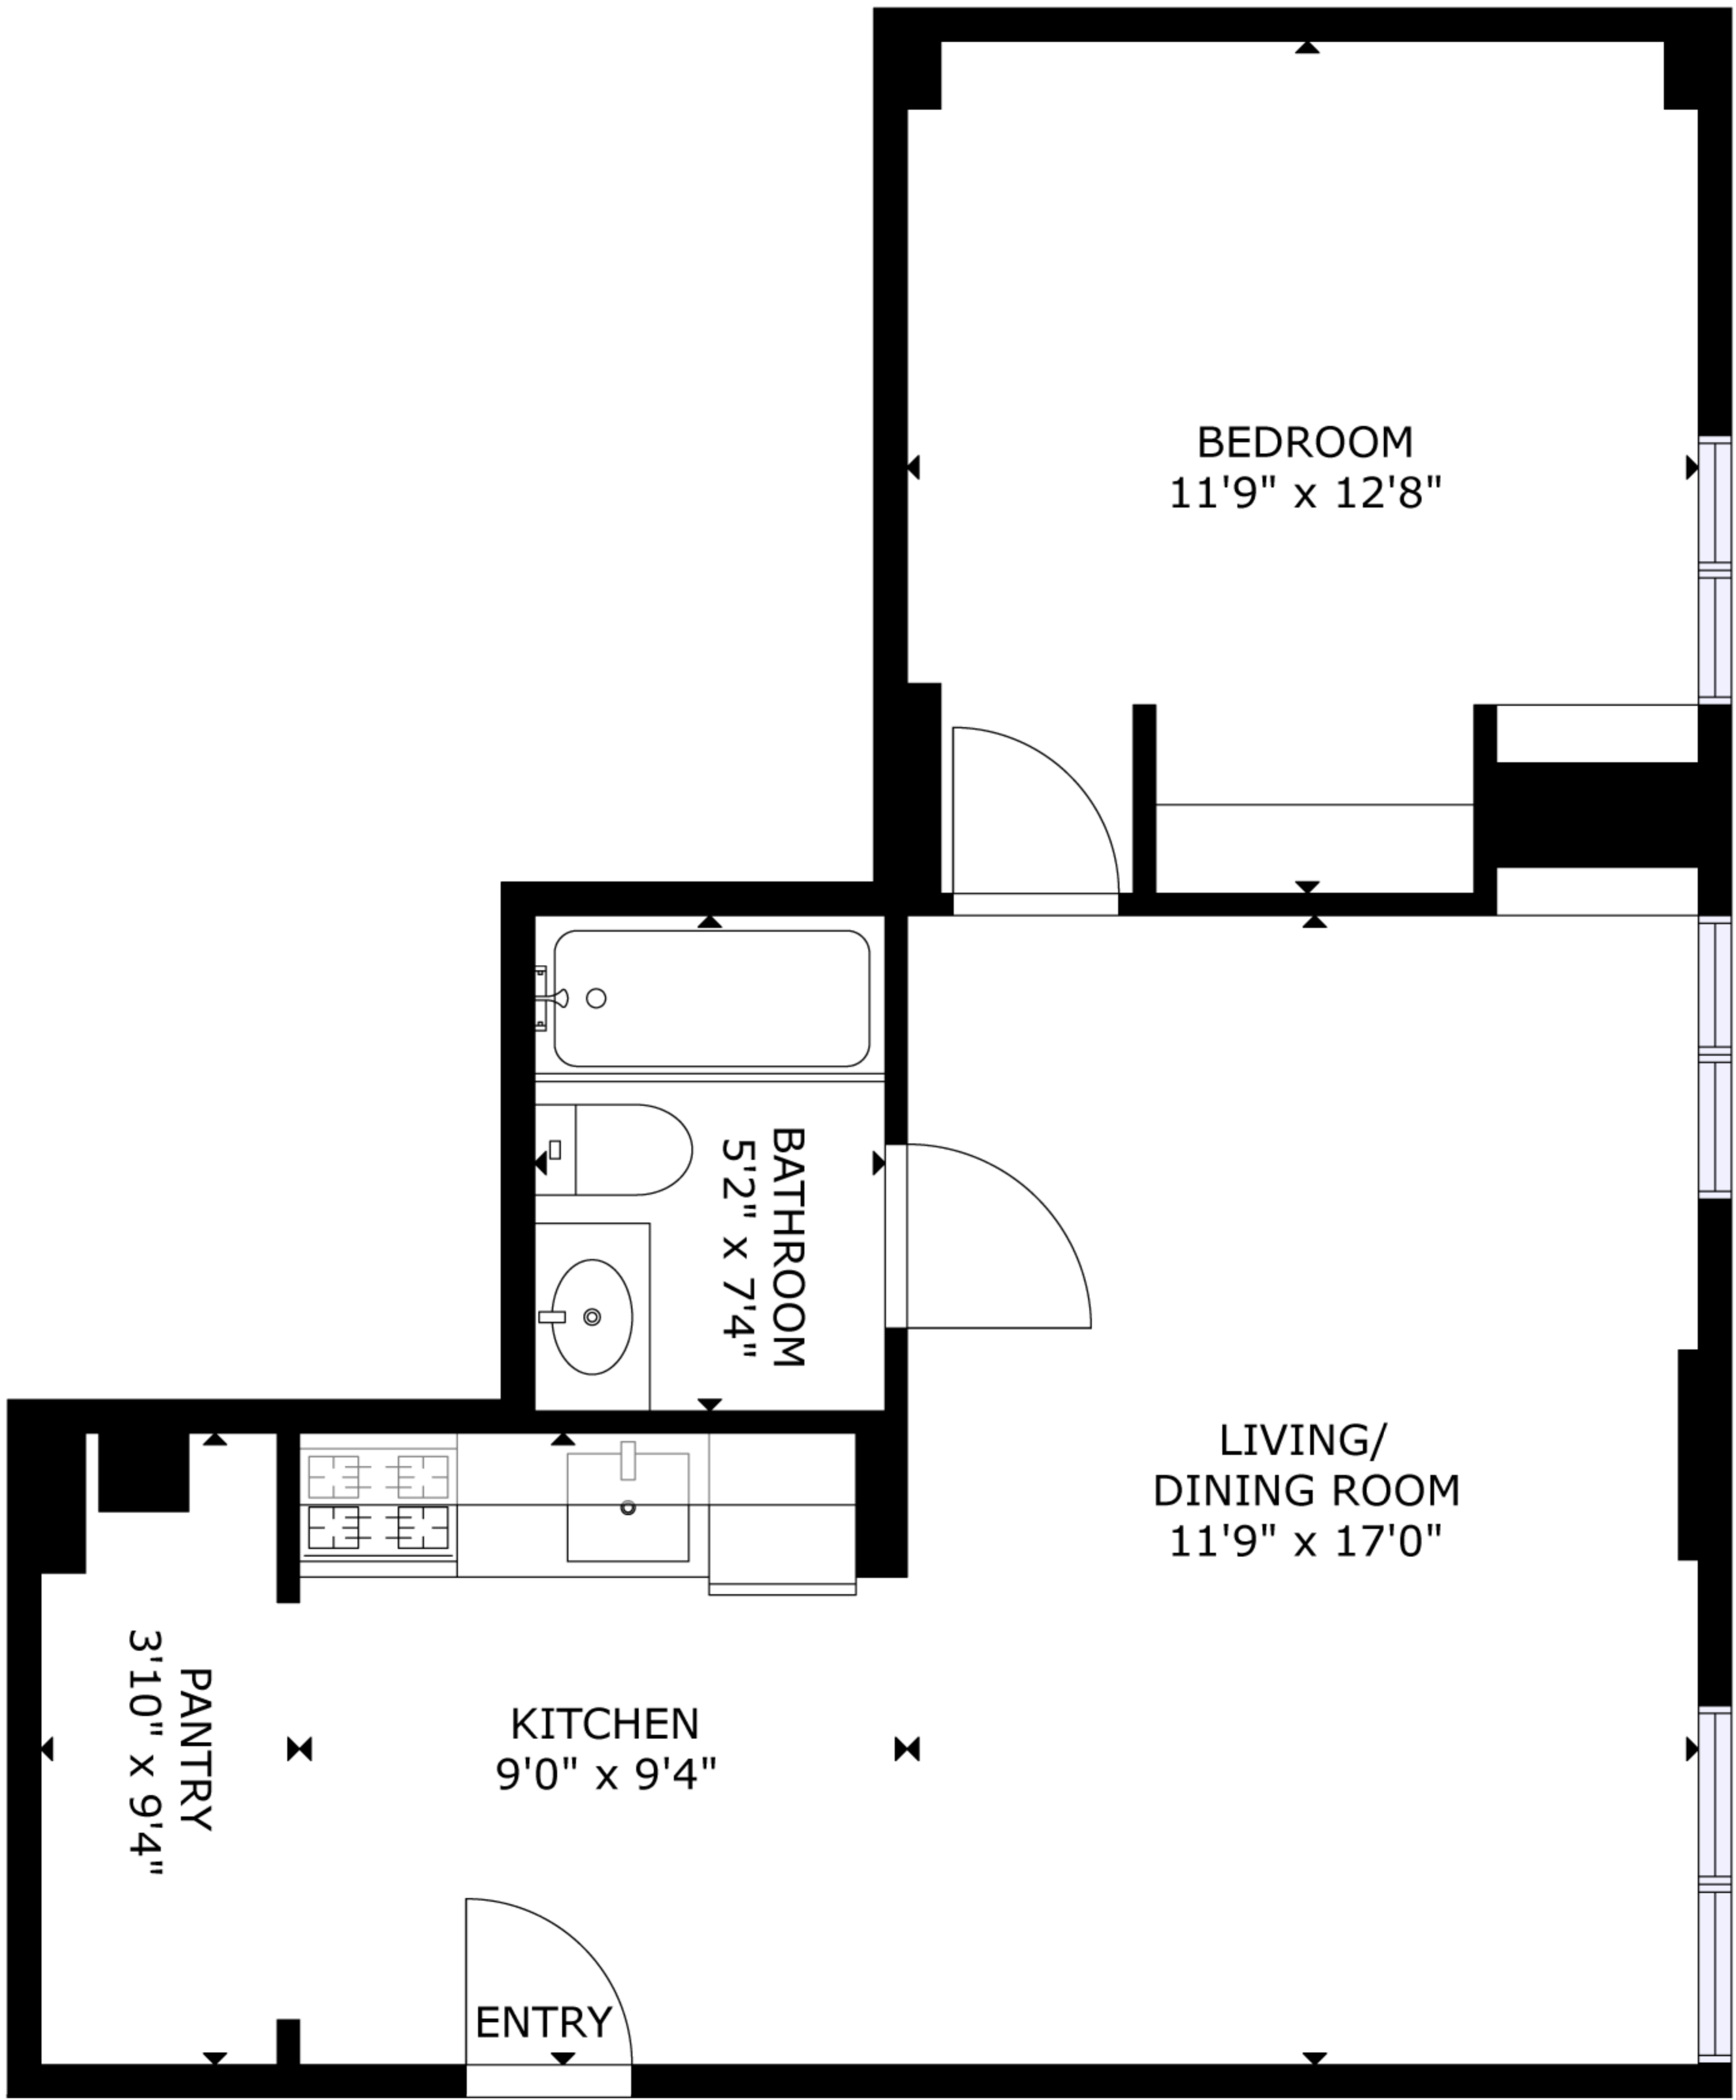 BEDROOM
11'9" x 12'8"
BATHROOM
5'2" x 7'4"
LIVING/
DINING ROOM
11'9" x 17'0"
PANTRY
3'10" x 9'4"
KITCHEN
9'0" x 9'4"
ENTRY